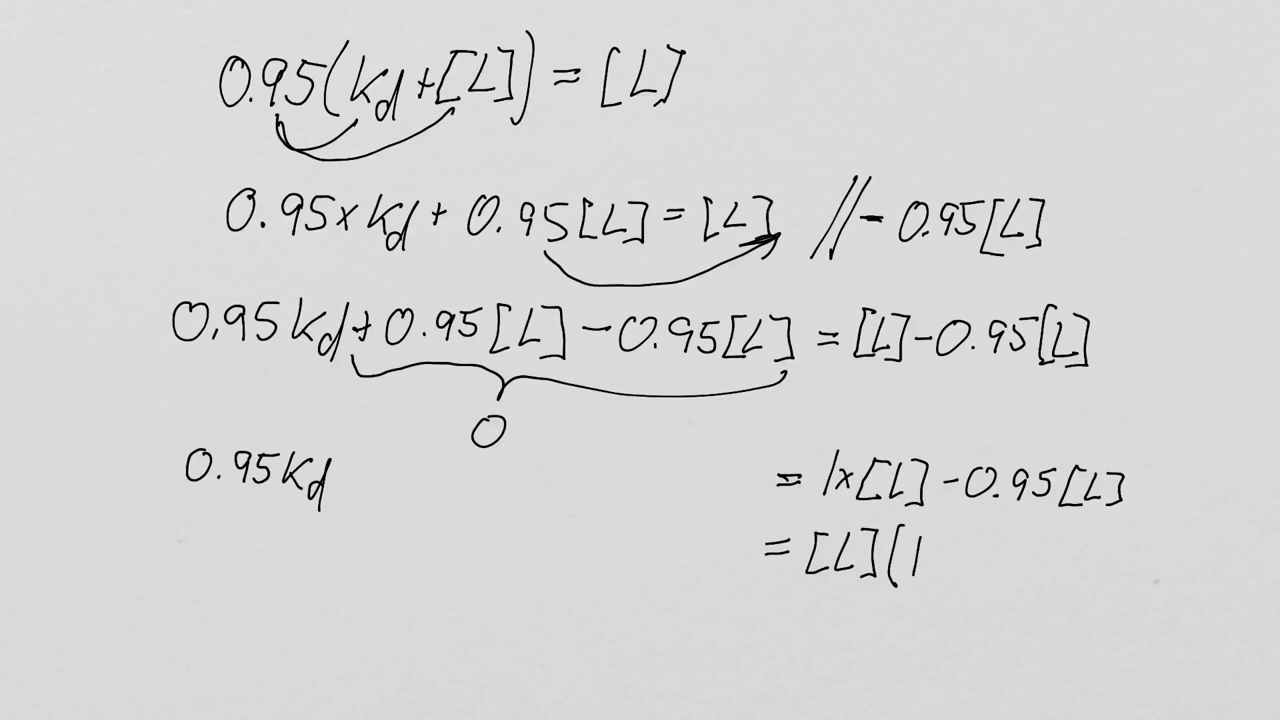 0.95(kd+[L]) = [L]
0.95×kd + 0.95[L] = [L] // - 0.95[L]
0.95kd+0.95[L] - 0.95[L] = [L]-0.95[L]
0
0.95kd = 1×[L] - 0.95[L]
= [L](1